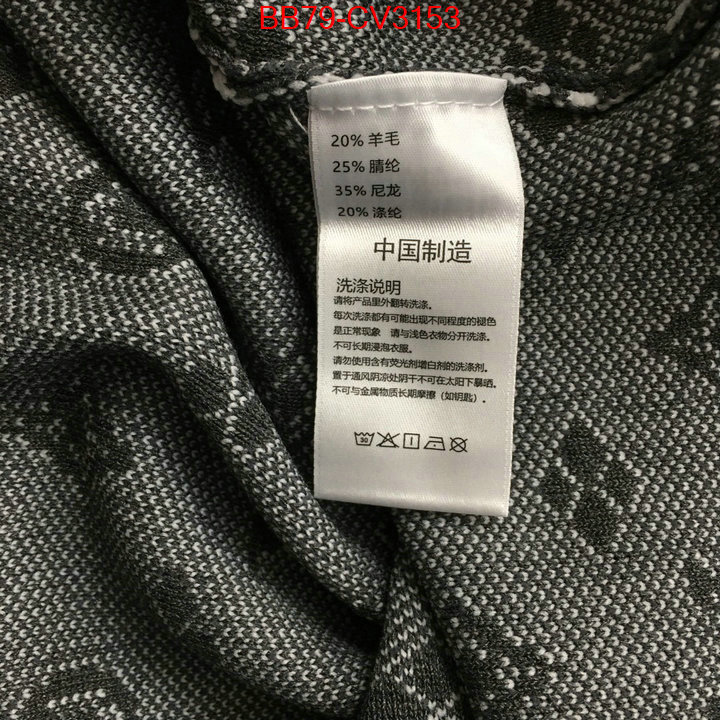 BB79-CV3153
20% 羊毛
25% 腈纶
35% 尼龙
20% 涤纶
中国制造
洗涤说明
请将产品里外翻转洗涤。
每次洗涤都有可能出现不同程度的褪色
是正常现象 请与浅色衣物分开洗涤。
不可长期浸泡衣服。
请勿使用含有荧光剂增白剂的洗涤剂。
置于通风阴凉处阴干不可在太阳下暴晒。
不可与金属物质长期摩擦（如钥匙）。
30